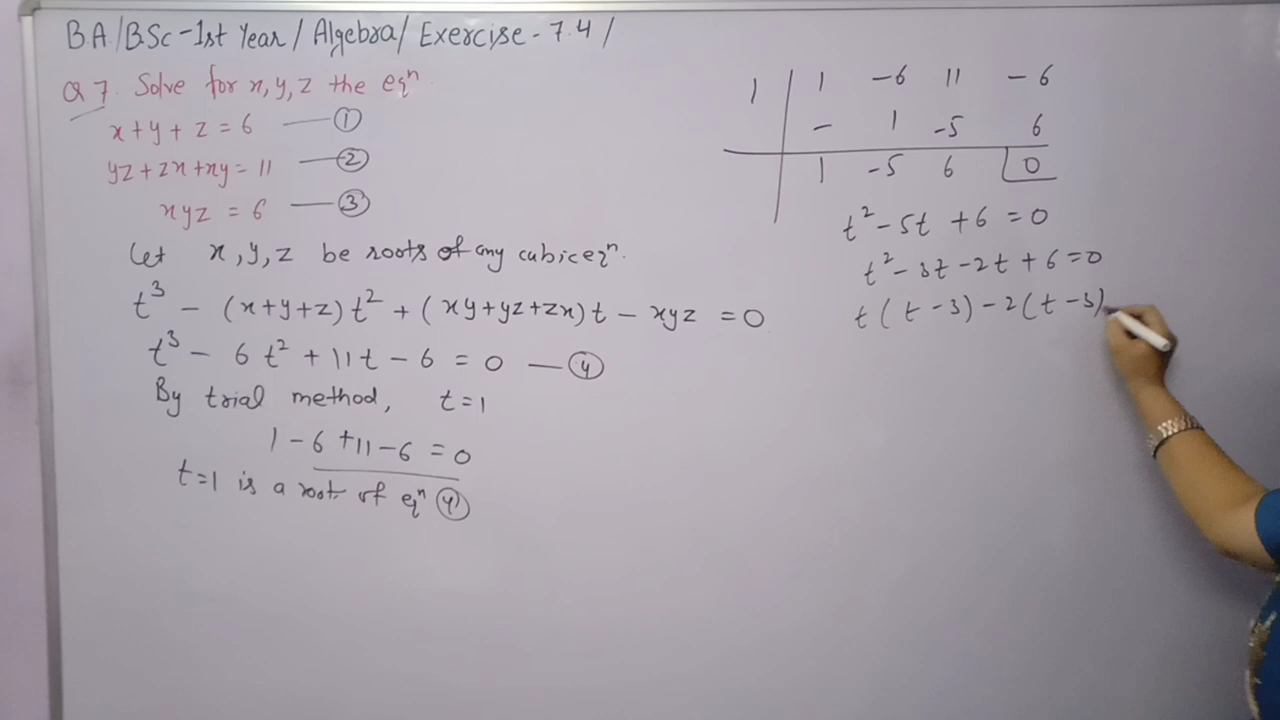 BA/BSc-1st Year/Algebra/Exercise-7.4/
Q 7. Solve for x, y, z the eqⁿ.
x+y+z=6 —— ①
yz+zx+xy=11 —— ②
xyz = 6 —— ③
Let x, y, z be roots of any cubic eqⁿ.
t³ - (x+y+z)t² + (xy+yz+zx)t - xyz = 0
t³ - 6t² + 11t - 6 = 0 — ④
By trial method, t=1
1-6+11-6=0
t=1 is a root of eqⁿ ④
1 | 1 -6 11 -6
- 1 -5 6
1 -5 6 0
t²-5t+6=0
t²-3t-2t+6=0
t(t-3)-2(t-3)